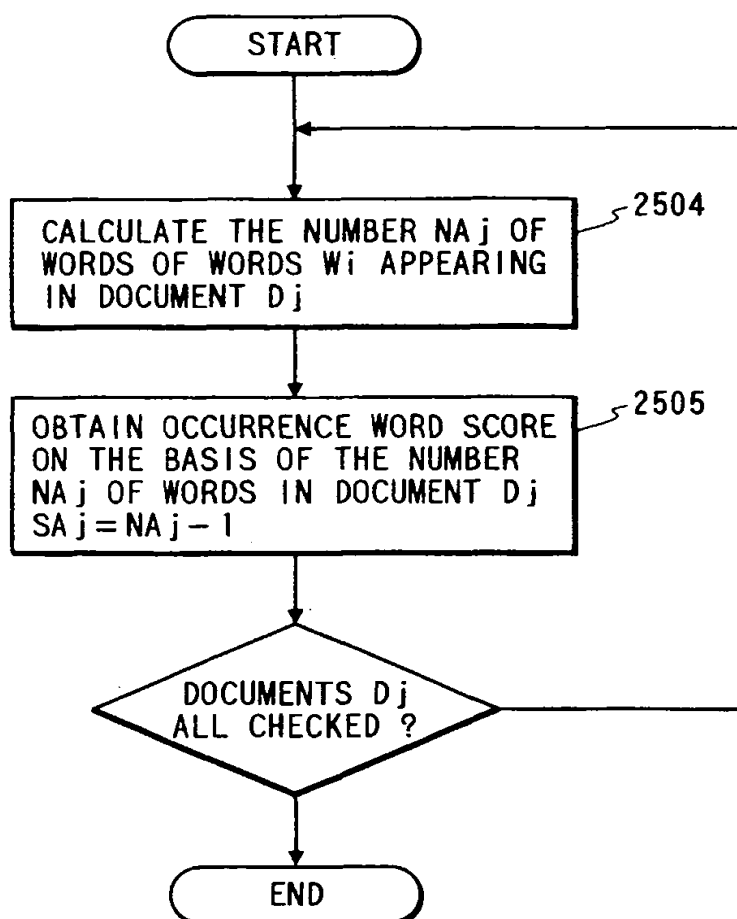 START
2504
CALCULATE THE NUMBER NAj OF
WORDS OF WORDS Wi APPEARING
IN DOCUMENT Dj
2505
OBTAIN OCCURRENCE WORD SCORE
ON THE BASIS OF THE NUMBER
NAj OF WORDS IN DOCUMENT Dj
SAj=NAj-1
DOCUMENTS Dj
ALL CHECKED ?
END